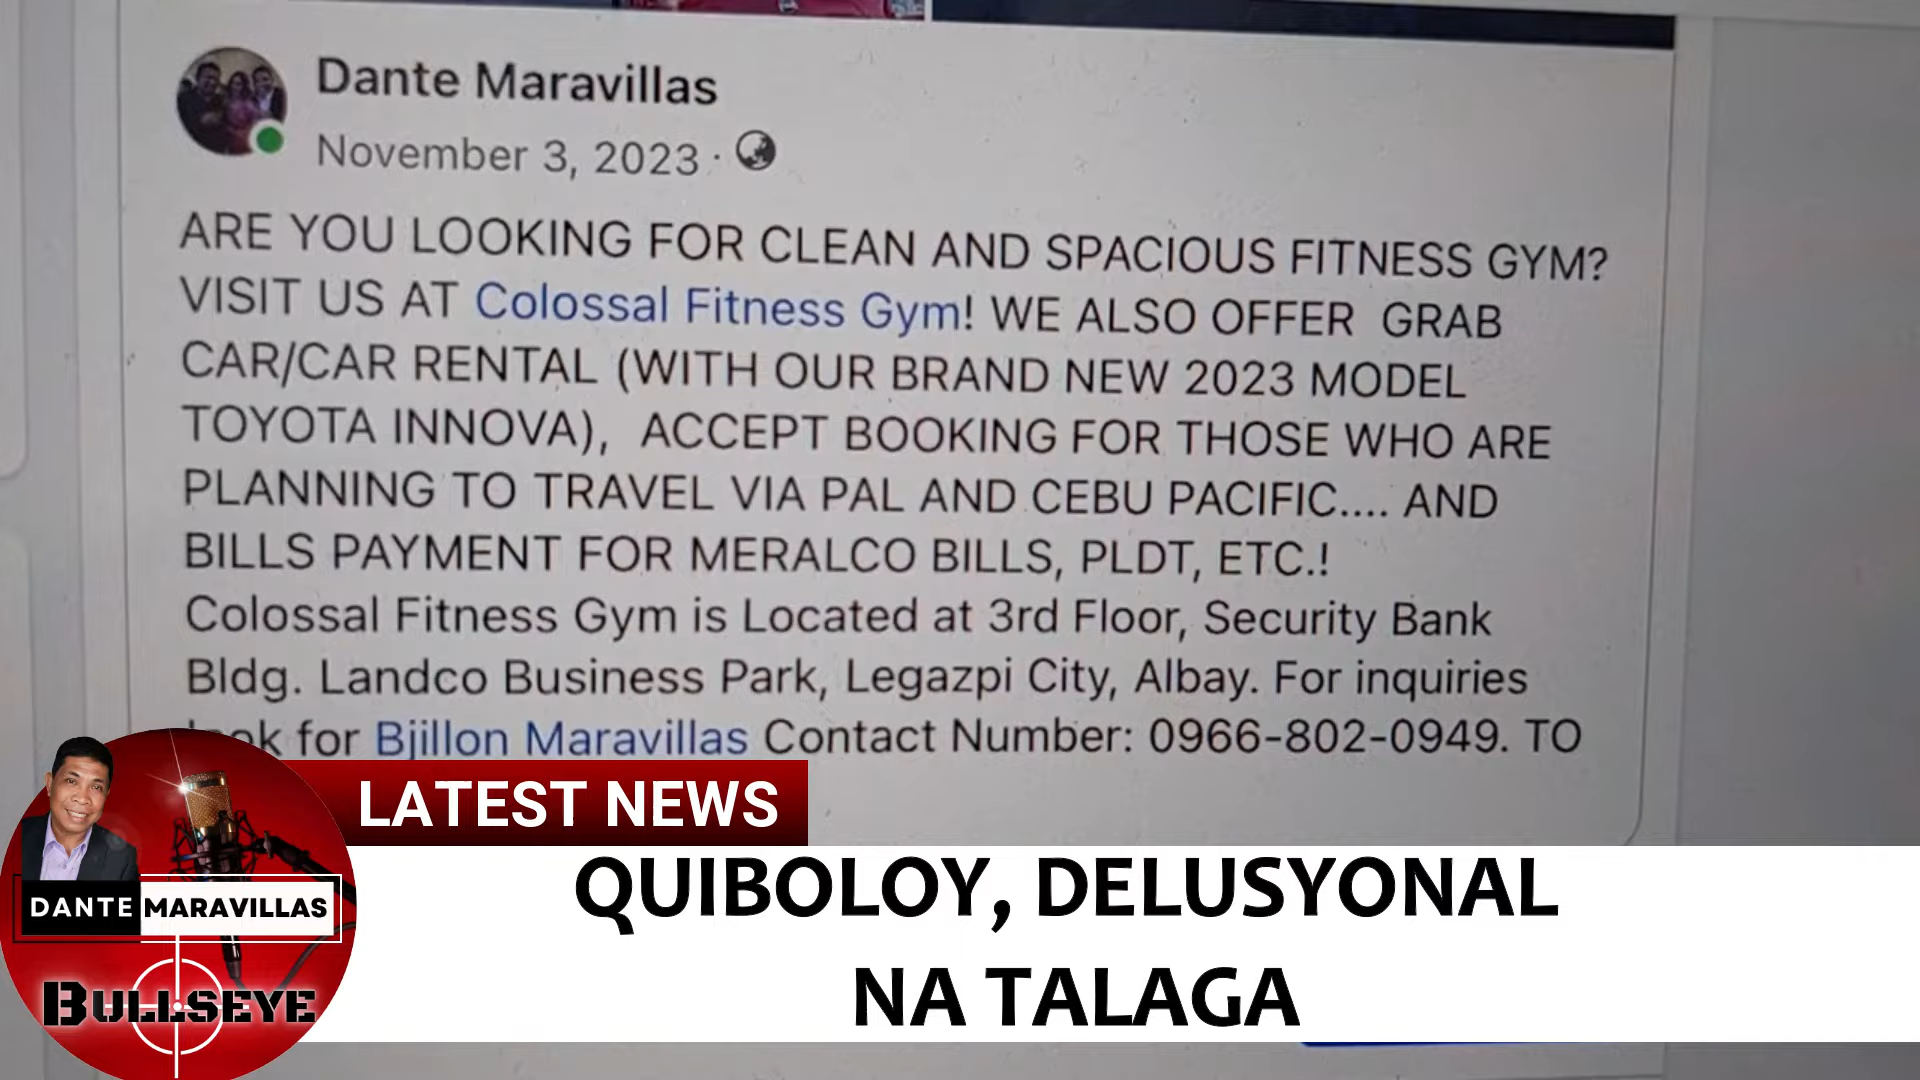 Dante Maravillas
November 3, 2023 ·
ARE YOU LOOKING FOR CLEAN AND SPACIOUS FITNESS GYM?
VISIT US AT Colossal Fitness Gym! WE ALSO OFFER GRAB
CAR/CAR RENTAL (WITH OUR BRAND NEW 2023 MODEL
TOYOTA INNOVA), ACCEPT BOOKING FOR THOSE WHO ARE
PLANNING TO TRAVEL VIA PAL AND CEBU PACIFIC.... AND
BILLS PAYMENT FOR MERALCO BILLS, PLDT, ETC.!
Colossal Fitness Gym is Located at 3rd Floor, Security Bank
Bldg. Landco Business Park, Legazpi City, Albay. For inquiries
for Bjillon Maravillas Contact Number: 0966-802-0949. TO
LATEST NEWS
QUIBOLOY, DELUSYONAL
NA TALAGA
DANTE MARAVILLAS
BULLSEYE